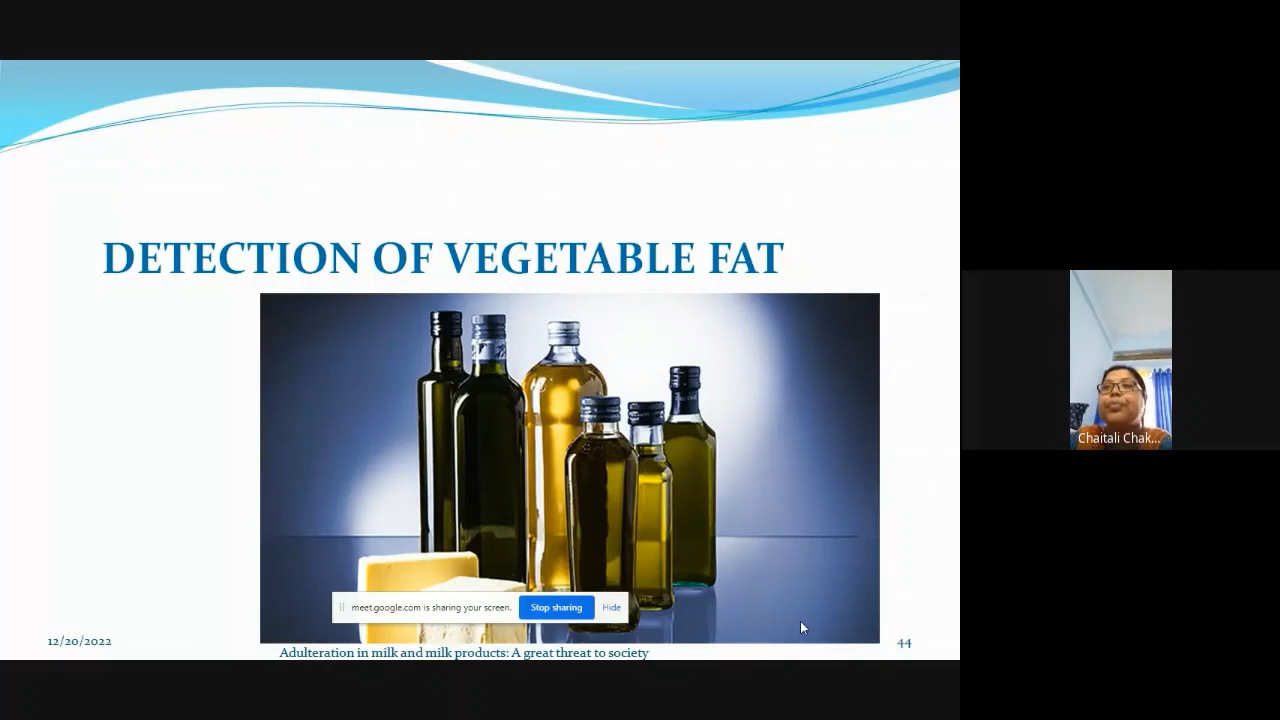 DETECTION OF VEGETABLE FAT
meet.google.com is sharing your screen.
Stop sharing
Hide
Chaitali Chak...
12/20/2022
Adulteration in milk and milk products: A great threat to society
44